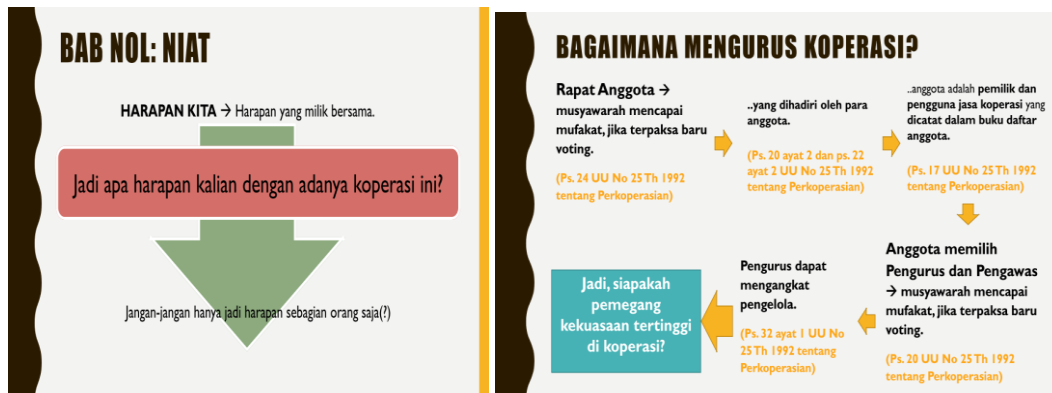 BAB NOL: NIAT
HARAPAN KITA → Harapan yang milik bersama.
Jadi apa harapan kalian dengan adanya koperasi ini?
Jangan-jangan hanya jadi harapan sebagian orang saja(?)
BAGAIMANA MENGURUS KOPERASI?
Rapat Anggota →
musyawarah mencapai
mufakat, jika terpaksa baru
voting.
(Ps. 24 UU No 25 Th 1992
tentang Perkoperasian)
..yang dihadiri oleh para
anggota.
(Ps. 20 ayat 2 dan ps. 22
ayat 2 UU No 25 Th 1992
tentang Perkoperasian)
..anggota adalah pemilik dan
pengguna jasa koperasi yang
dicatat dalam buku daftar
anggota.
(Ps. 17 UU No 25 Th 1992
tentang Perkoperasian)
Anggota memilih
Pengurus dan Pengawas
→ musyawarah mencapai
mufakat, jika terpaksa baru
voting.
(Ps. 20 UU No 25 Th 1992
tentang Perkoperasian)
Pengurus dapat
mengangkat
pengelola.
(Ps. 32 ayat 1 UU No
25 Th 1992 tentang
Perkoperasian)
Jadi, siapakah
pemegang
kekuasaan tertinggi
di koperasi?